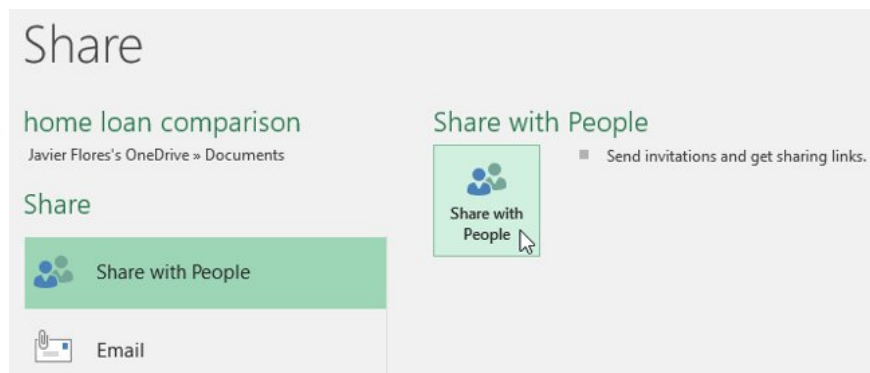 Share
home loan comparison
Javier Flores's OneDrive » Documents
Share
Share with People
Email
Share with People
Share with
People
Send invitations and get sharing links.